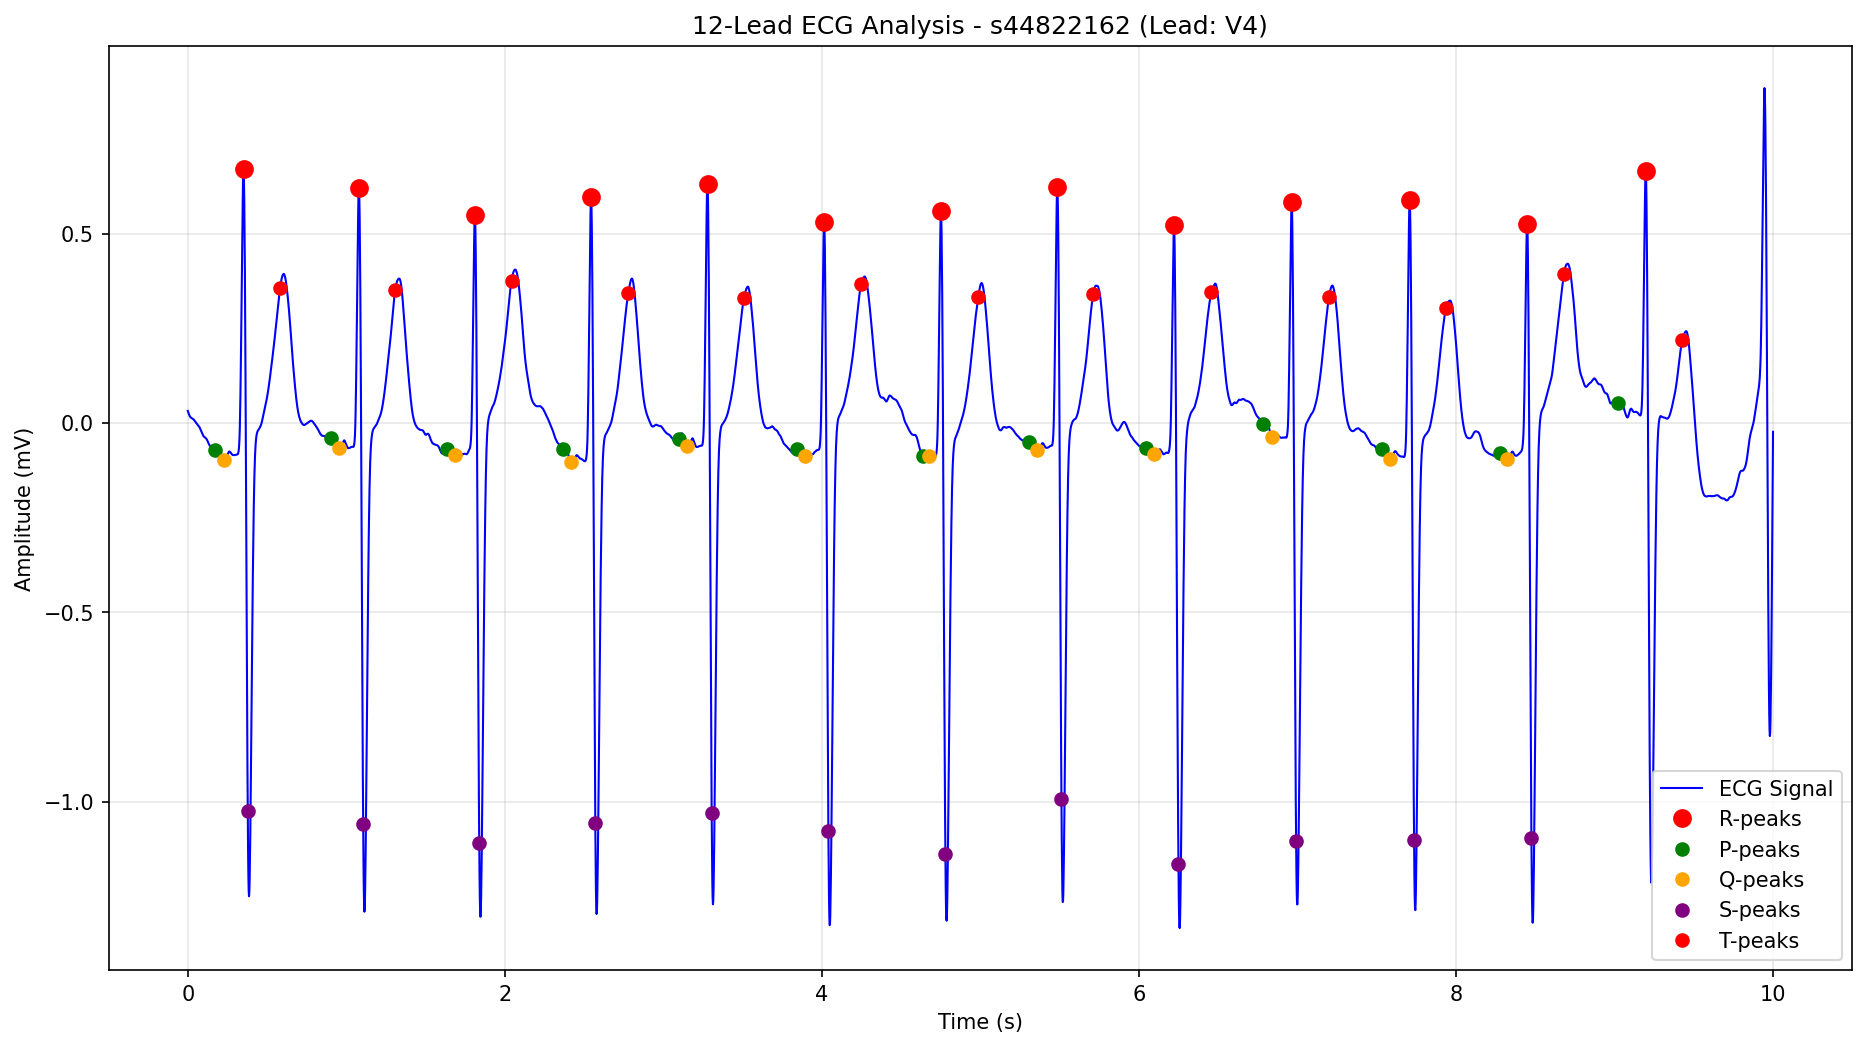 12-Lead ECG Analysis - s44822162 (Lead: V4)
Amplitude (mV)
0.5
0.0
−0.5
−1.0
0 2 4 6 8 10
Time (s)
ECG Signal
R-peaks
P-peaks
Q-peaks
S-peaks
T-peaks